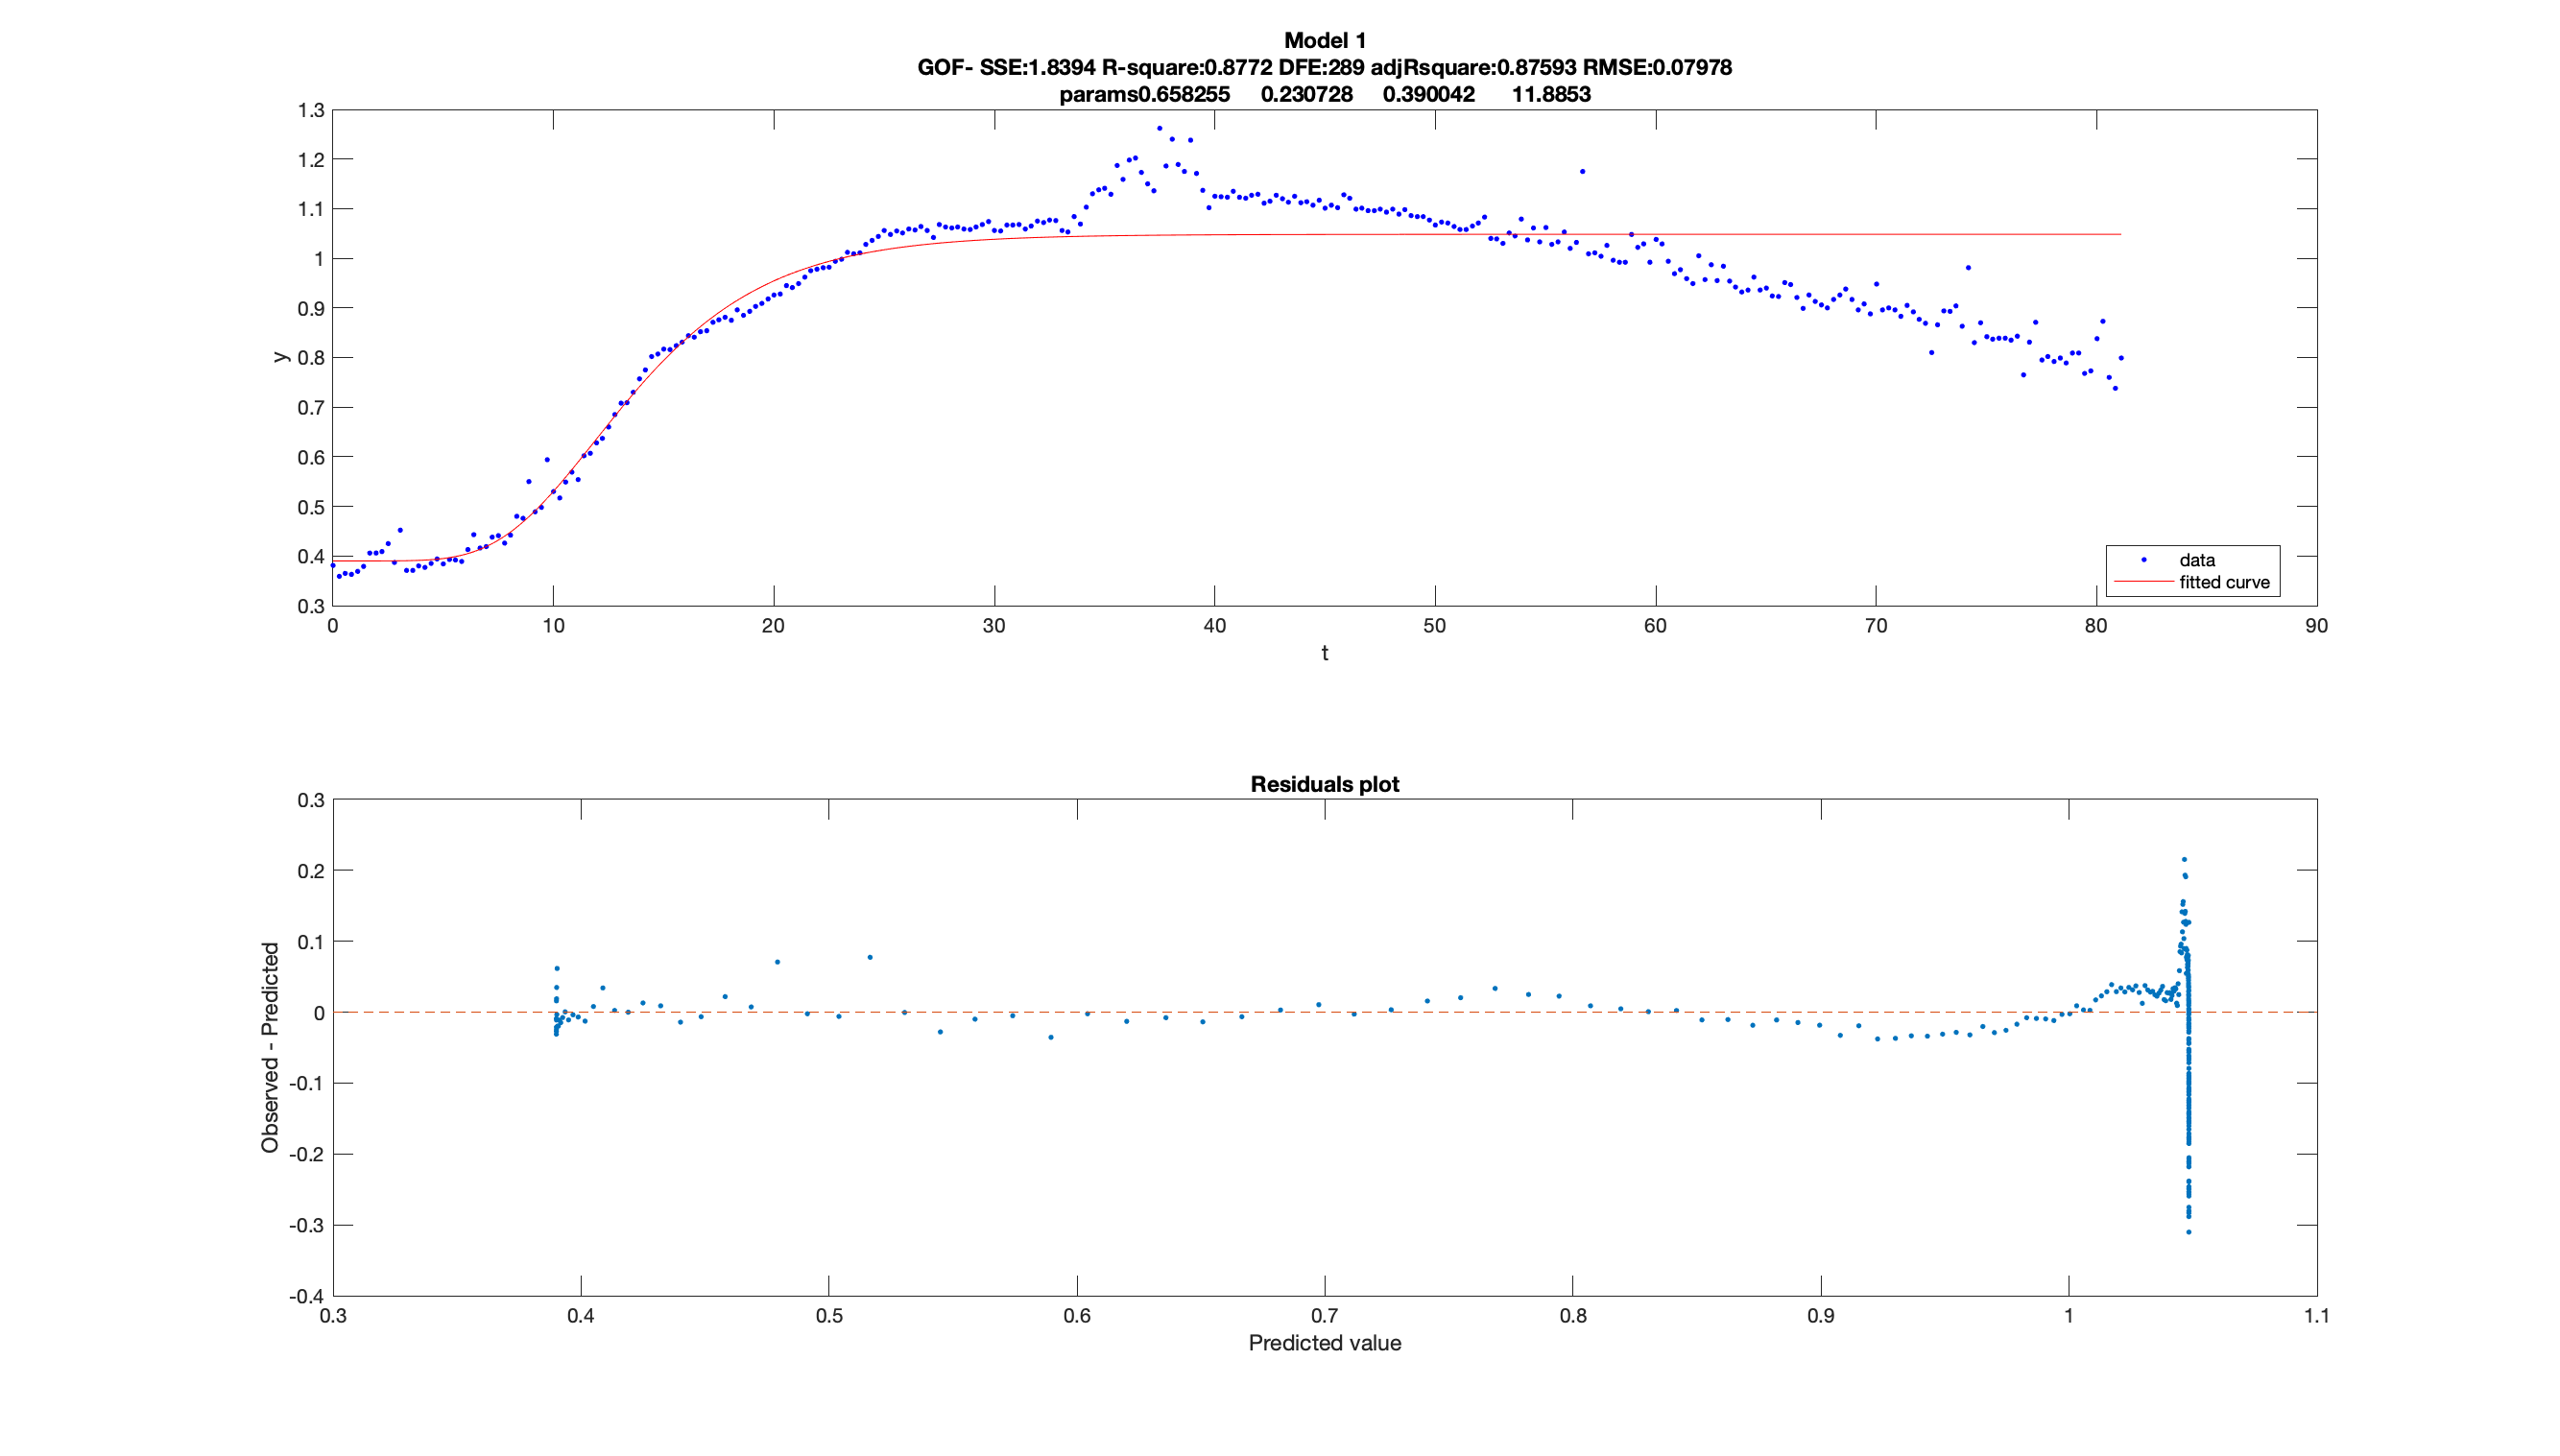 Model 1
GOF- SSE:1.8394 R-square:0.8772 DFE:289 adjRsquare:0.87593 RMSE:0.07978
params0.658255 0.230728 0.390042 11.8853
1.3
1.2
1.1
1
0.9
0.8
0.7
0.6
0.5
0.4
0.3
y
0 10 20 30 40 50 60 70 80 90
t
data
fitted curve
Residuals plot
0.3
0.2
0.1
0
-0.1
-0.2
-0.3
-0.4
Observed - Predicted
0.3 0.4 0.5 0.6 0.7 0.8 0.9 1 1.1
Predicted value